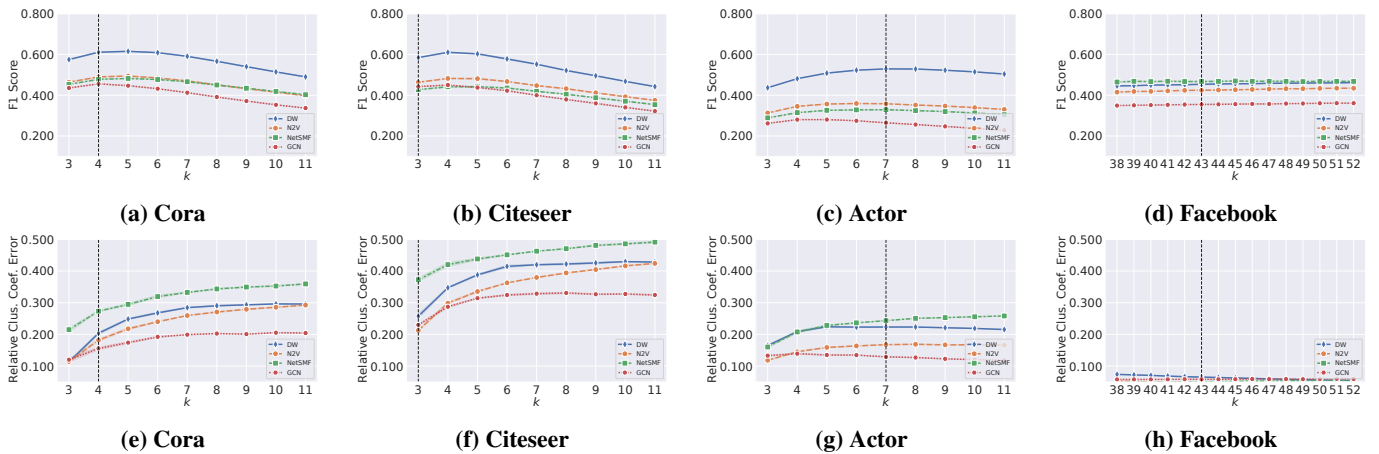 0.800
0.600
0.400
0.200
F1 Score
DW
N2V
NetSMF
GCN
3 4 5 6 7 8 9 10 11
k
(a) Cora
0.800
0.600
0.400
0.200
F1 Score
DW
N2V
NetSMF
GCN
3 4 5 6 7 8 9 10 11
k
(b) Citeseer
0.800
0.600
0.400
0.200
F1 Score
DW
N2V
NetSMF
GCN
3 4 5 6 7 8 9 10 11
k
(c) Actor
0.800
0.600
0.400
0.200
F1 Score
DW
N2V
NetSMF
GCN
38 39 40 41 42 43 44 45 46 47 48 49 50 51 52
k
(d) Facebook
0.500
0.400
0.300
0.200
0.100
Relative Clus. Coef. Error
DW
N2V
NetSMF
GCN
3 4 5 6 7 8 9 10 11
k
(e) Cora
0.500
0.400
0.300
0.200
0.100
Relative Clus. Coef. Error
DW
N2V
NetSMF
GCN
3 4 5 6 7 8 9 10 11
k
(f) Citeseer
0.500
0.400
0.300
0.200
0.100
Relative Clus. Coef. Error
DW
N2V
NetSMF
GCN
3 4 5 6 7 8 9 10 11
k
(g) Actor
0.500
0.400
0.300
0.200
0.100
Relative Clus. Coef. Error
DW
N2V
NetSMF
GCN
38 39 40 41 42 43 44 45 46 47 48 49 50 51 52
k
(h) Facebook